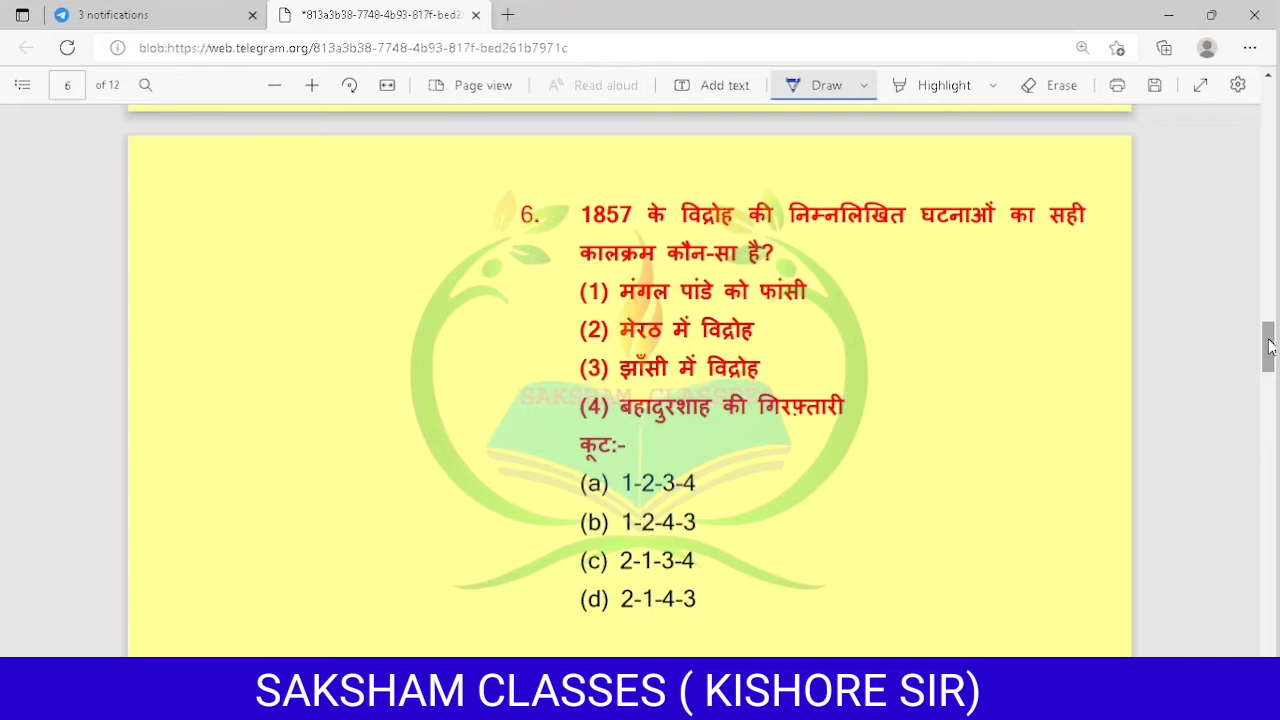 3 notifications
*813a3b38-7748-4b93-817f-bed2
blob:https://web.telegram.org/813a3b38-7748-4b93-817f-bed261b7971c
6 of 12
Page view
Read aloud
Add text
Draw
Highlight
Erase
6. 1857 के विद्रोह की निम्नलिखित घटनाओं का सही
कालक्रम कौन-सा है?
(1) मंगल पांडे को फांसी
(2) मेरठ में विद्रोह
(3) झाँसी में विद्रोह
SAKSHAM CLASSES
(4) बहादुरशाह की गिरफ़्तारी
कूट:-
(a) 1-2-3-4
(b) 1-2-4-3
(c) 2-1-3-4
(d) 2-1-4-3
SAKSHAM CLASSES ( KISHORE SIR)